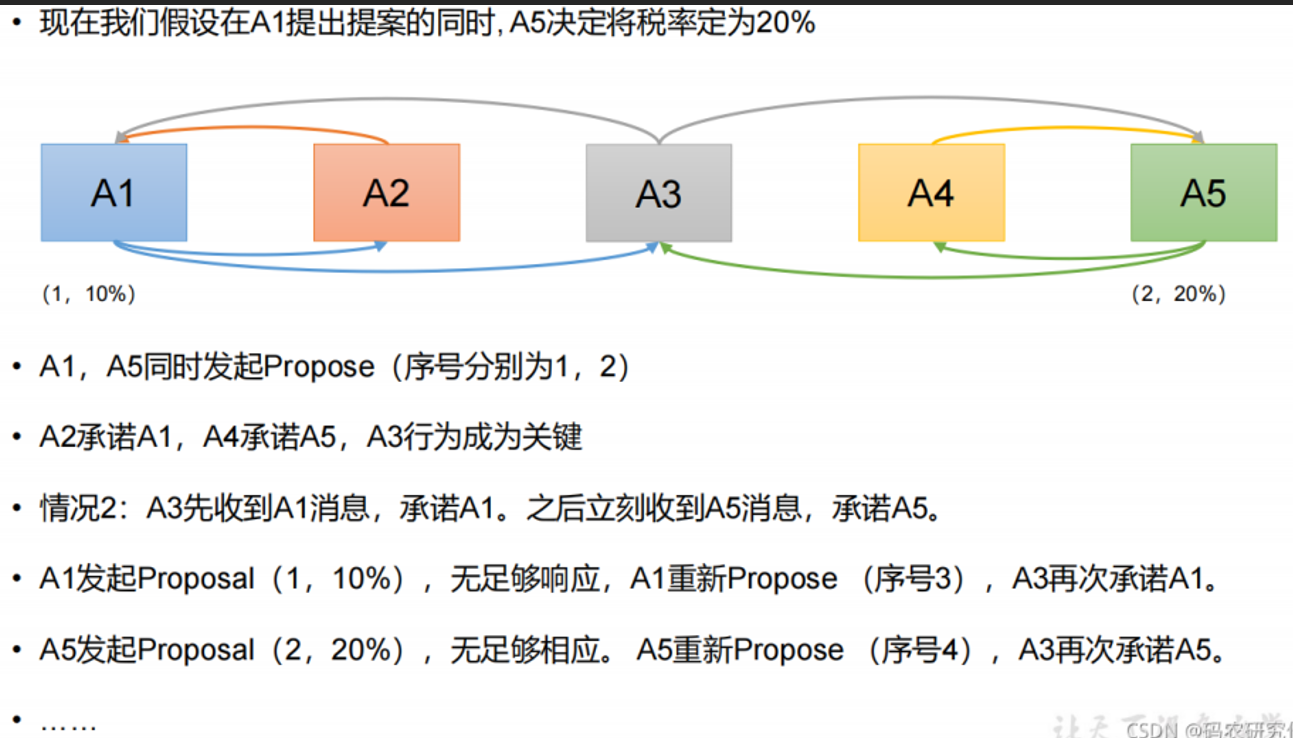 • 现在我们假设在A1提出提案的同时, A5决定将税率定为20%
A1 A2 A3 A4 A5
(1, 10%) (2, 20%)
• A1，A5同时发起Propose（序号分别为1，2）
• A2承诺A1，A4承诺A5，A3行为成为关键
• 情况2：A3先收到A1消息，承诺A1。之后立刻收到A5消息，承诺A5。
• A1发起Proposal（1，10%），无足够响应，A1重新Propose （序号3），A3再次承诺A1。
• A5发起Proposal（2，20%），无足够相应。 A5重新Propose （序号4），A3再次承诺A5。
• ……
让天下
CSDN @码农研究